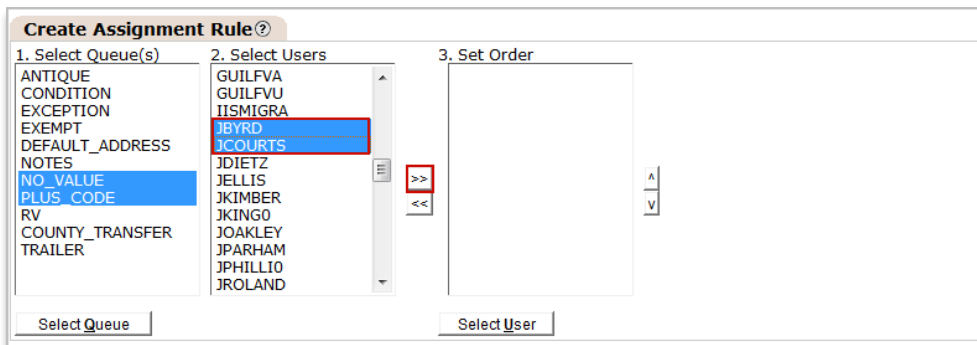 Create Assignment Rule?
1. Select Queue(s)
ANTIQUE
CONDITION
EXCEPTION
EXEMPT
DEFAULT_ADDRESS
NOTES
NO_VALUE
PLUS_CODE
RV
COUNTY_TRANSFER
TRAILER
Select Queue
2. Select Users
GUILFVA
GUILFVU
IISMIGRA
JBYRD
JCOURTS
JDIETZ
JELLIS
JKIMBER
JKING0
JOAKLEY
JPARHAM
JPHILLI0
JROLAND
>>
<<
3. Set Order
Select User
^
v